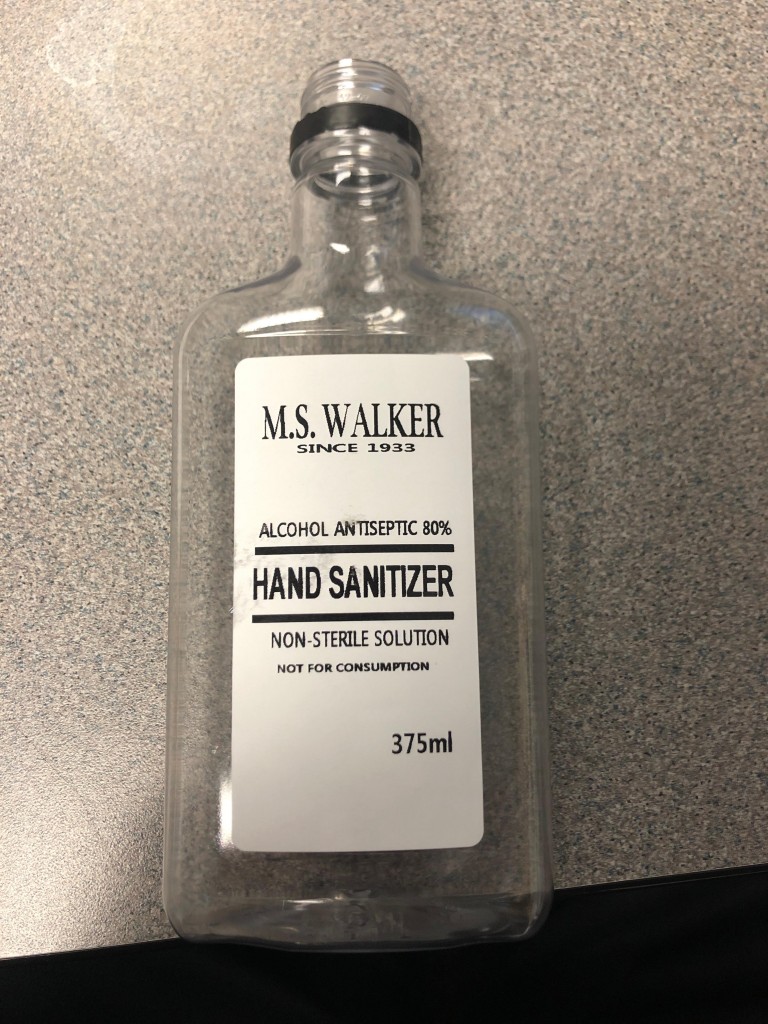 M.S. WALKER
SINCE 1933
ALCOHOL ANTISEPTIC 80%
HAND SANITIZER
NON-STERILE SOLUTION
NOT FOR CONSUMPTION
375ml